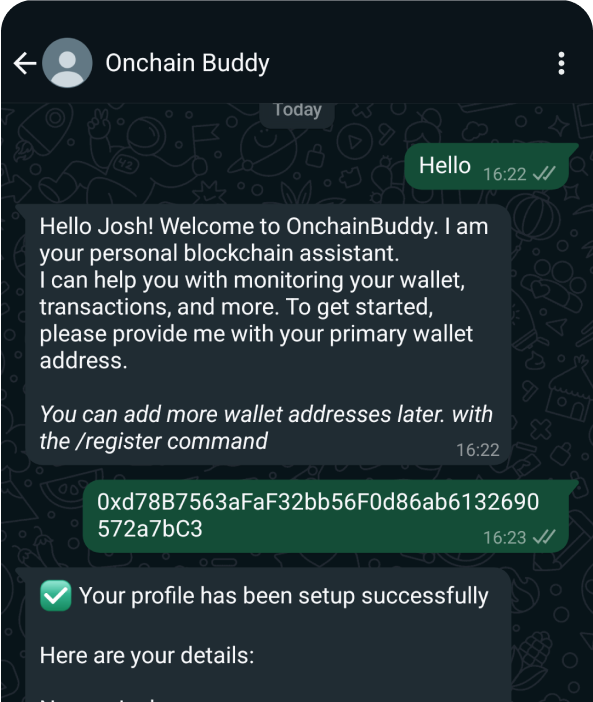 Onchain Buddy
Today
Hello 16:22
Hello Josh! Welcome to OnchainBuddy. I am
your personal blockchain assistant.
I can help you with monitoring your wallet,
transactions, and more. To get started,
please provide me with your primary wallet
address.
You can add more wallet addresses later. with
the /register command
16:22
0xd78B7563aFaF32bb56F0d86ab6132690
572a7bC3
16:23
✅ Your profile has been setup successfully
Here are your details: